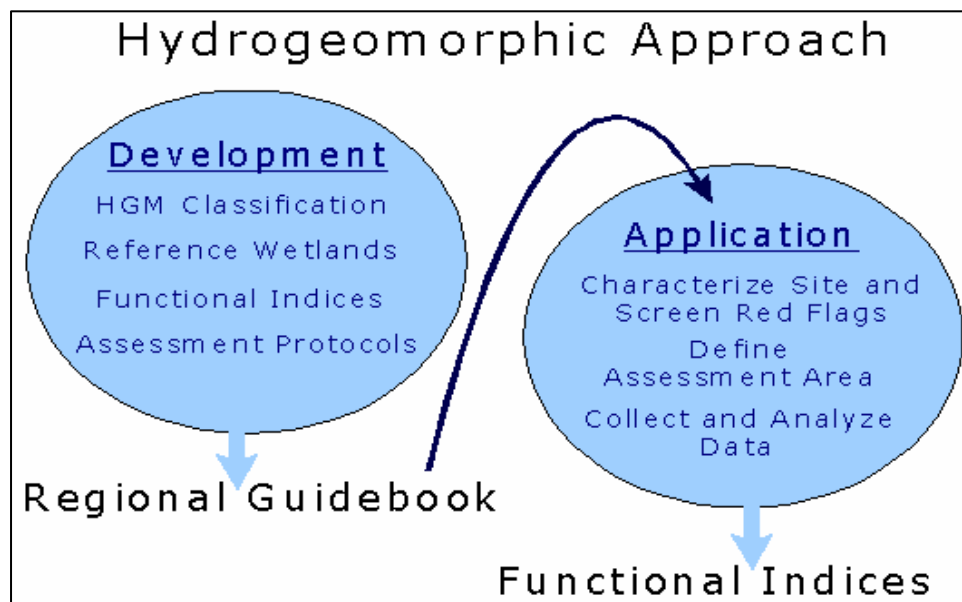 Hydrogeomorphic Approach
Development
HGM Classification
Reference Wetlands
Functional Indices
Assessment Protocols
Regional Guidebook
Application
Characterize Site and
Screen Red Flags
Define
Assessment Area
Collect and Analyze
Data
Functional Indices